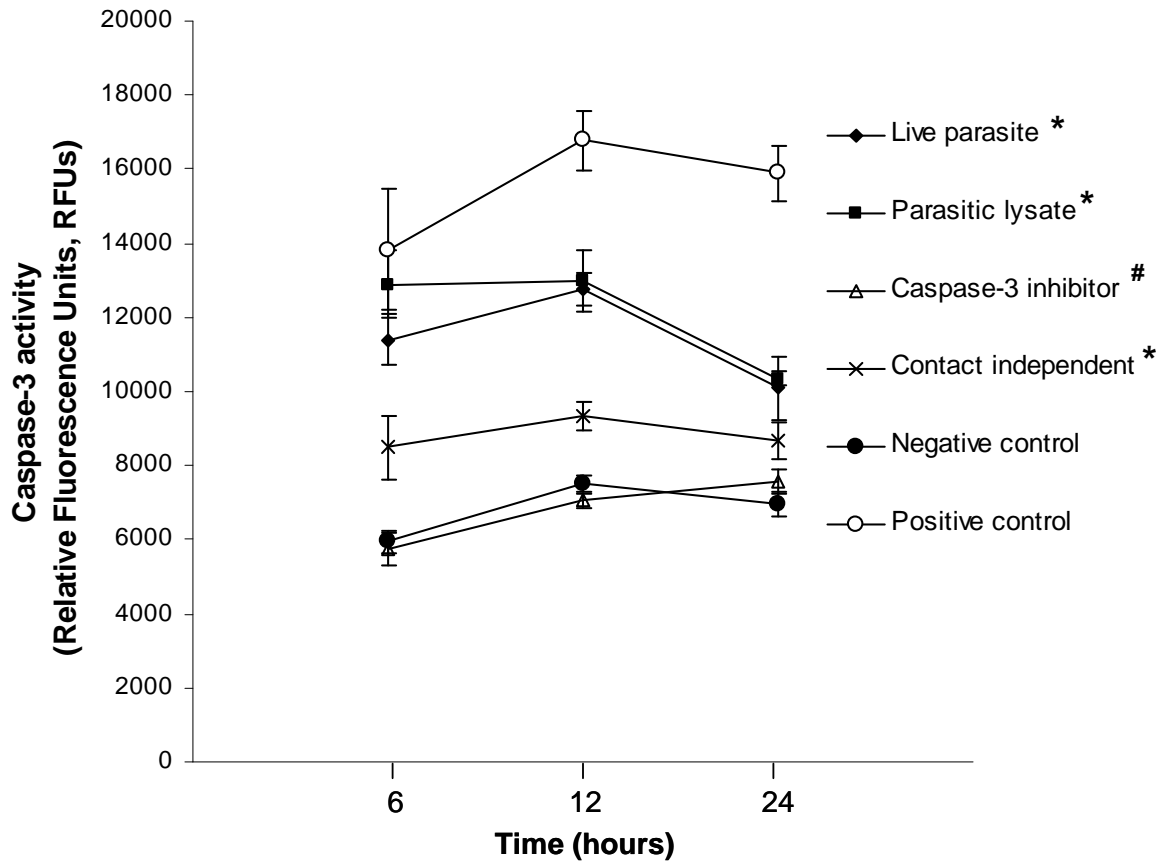 20000
18000
16000
14000
12000
10000
8000
6000
4000
2000
0
Caspase-3 activity
(Relative Fluorescence Units, RFUs)
6 12 24
Time (hours)
Live parasite *
Parasitic lysate *
Caspase-3 inhibitor #
Contact independent *
Negative control
Positive control